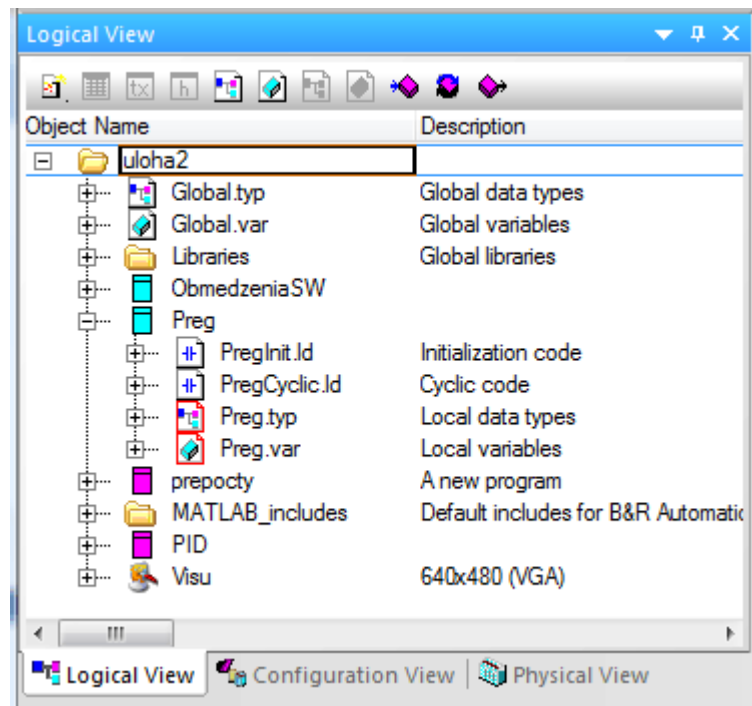 Logical View
tx h
Object Name Description
uloha2
Global.typ Global data types
Global.var Global variables
Libraries Global libraries
ObmedzeniaSW
Preg
PregInit.ld Initialization code
PregCyclic.ld Cyclic code
Preg.typ Local data types
Preg.var Local variables
prepocty A new program
MATLAB_includes Default includes for B&R Automatic
PID
Visu 640x480 (VGA)
Logical View Configuration View Physical View